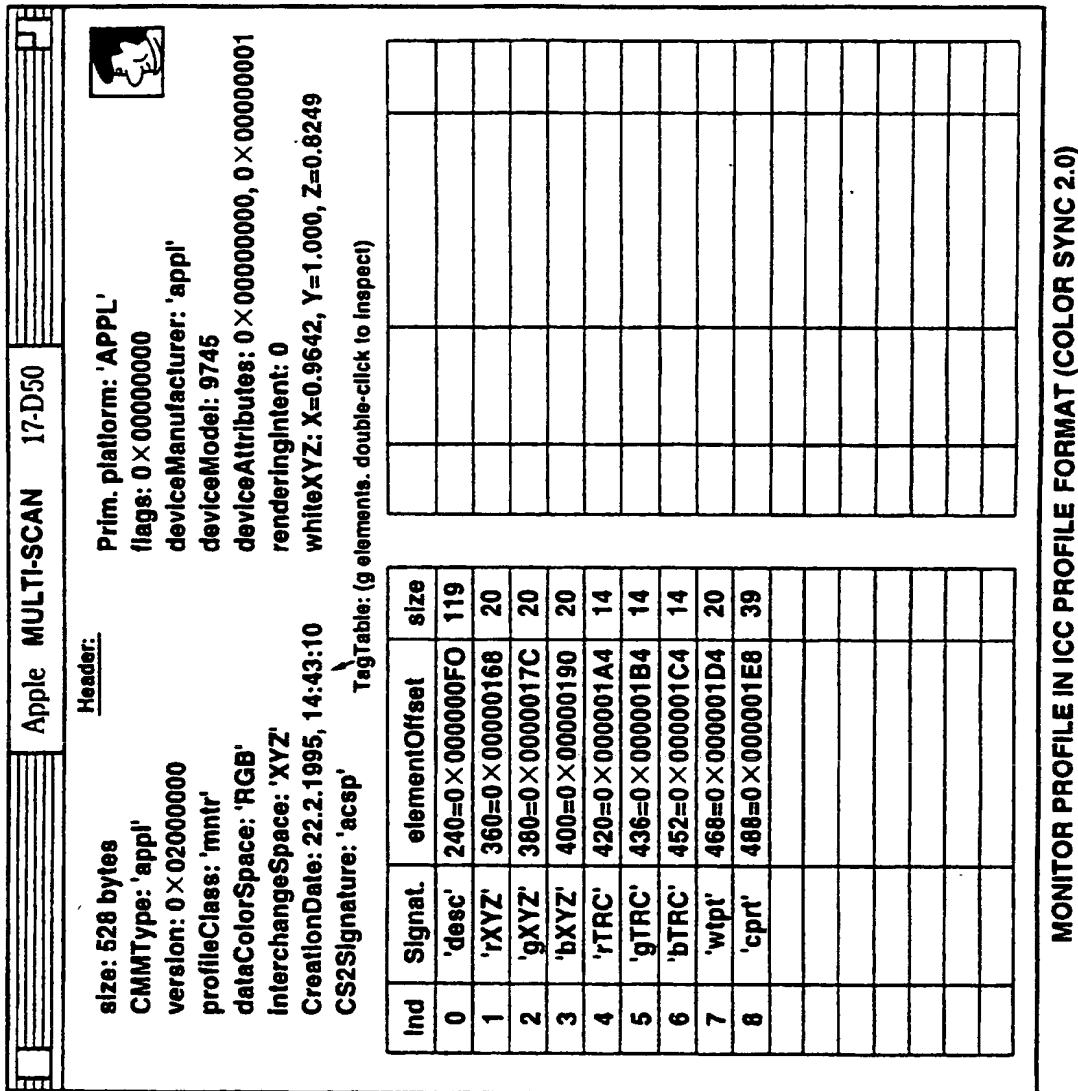 Apple MULTI-SCAN 17-D50
Header:
size: 528 bytes
CMMType: 'appl'
version: 0×02000000
profileClass: 'mntr'
dataColorSpace: 'RGB'
interchangeSpace: 'XYZ'
CreationDate: 22.2.1995, 14:43:10
CS2Signature: 'acsp'
Prim. platform: 'APPL'
flags: 0×00000000
deviceManufacturer: 'appl'
deviceModel: 9745
deviceAttributes: 0×00000000, 0×00000001
renderingIntent: 0
whiteXYZ: X=0.9642, Y=1.000, Z=0.8249
TagTable: (g elements. double-click to inspect)
Ind Signat. elementOffset size
0 'desc' 240=0×000000FO 119
1 'rXYZ' 360=0×00000168 20
2 'gXYZ' 380=0×0000017C 20
3 'bXYZ' 400=0×00000190 20
4 'rTRC' 420=0×000001A4 14
5 'gTRC' 436=0×000001B4 14
6 'bTRC' 452=0×000001C4 14
7 'wtpt' 468=0×000001D4 20
8 'cprt' 488=0×000001E8 39
MONITOR PROFILE IN ICC PROFILE FORMAT (COLOR SYNC 2.0)